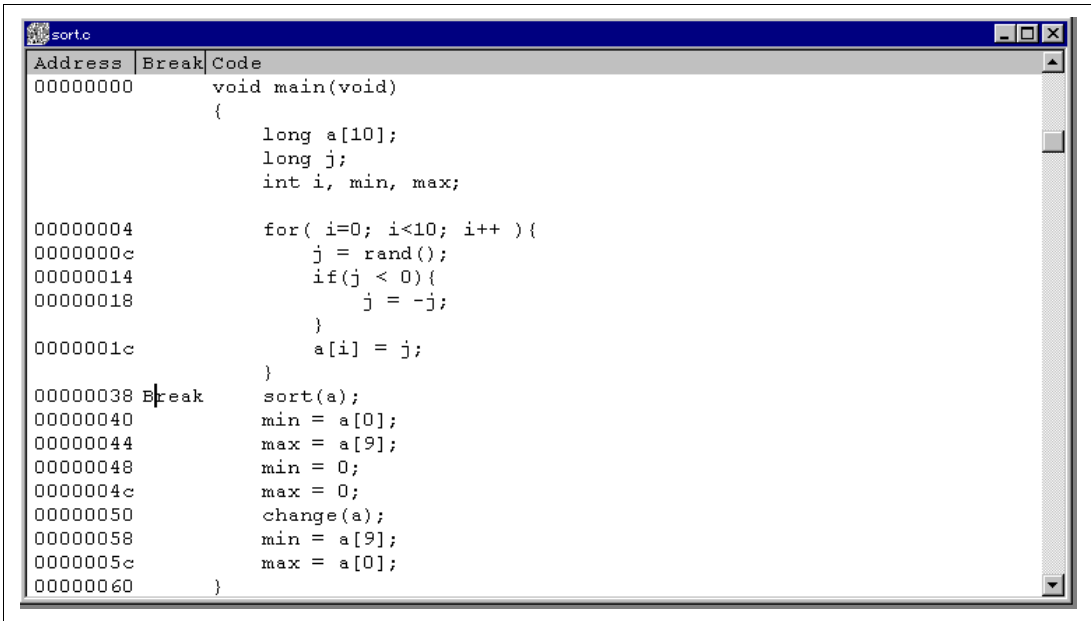 sort.c
Address Break Code
00000000 void main(void)
{
long a[10];
long j;
int i, min, max;
00000004 for( i=0; i<10; i++ ){
0000000c j = rand();
00000014 if(j < 0){
00000018 j = -j;
}
0000001c a[i] = j;
}
00000038 Break sort(a);
00000040 min = a[0];
00000044 max = a[9];
00000048 min = 0;
0000004c max = 0;
00000050 change(a);
00000058 min = a[9];
0000005c max = a[0];
00000060 }